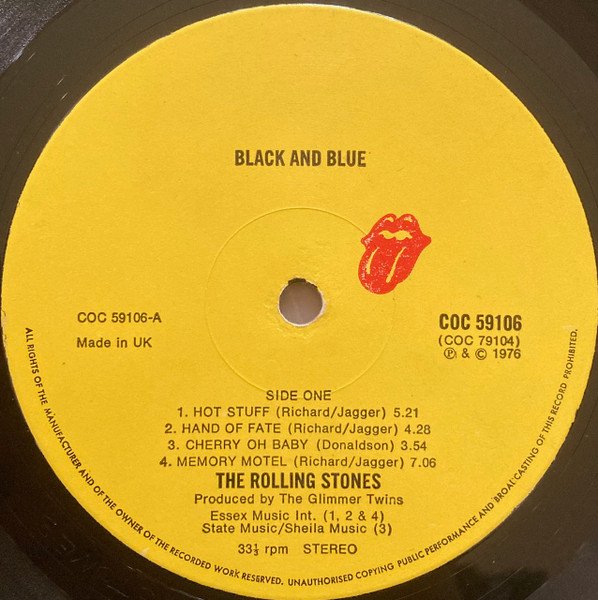 BLACK AND BLUE
COC 59106-A
Made in UK
COC 59106
(COC 79104)
Ⓟ & © 1976
SIDE ONE
1. HOT STUFF (Richard/Jagger) 5.21
2. HAND OF FATE (Richard/Jagger) 4.28
3. CHERRY OH BABY (Donaldson) 3.54
4. MEMORY MOTEL (Richard/Jagger) 7.06
THE ROLLING STONES
Produced by The Glimmer Twins
Essex Music Int. (1, 2 & 4)
State Music/Sheila Music (3)
33⅓ rpm STEREO
ALL RIGHTS OF THE MANUFACTURER AND OF THE OWNER OF THE RECORDED WORK RESERVED. UNAUTHORISED COPYING PUBLIC PERFORMANCE AND BROADCASTING OF THIS RECORD PROHIBITED.